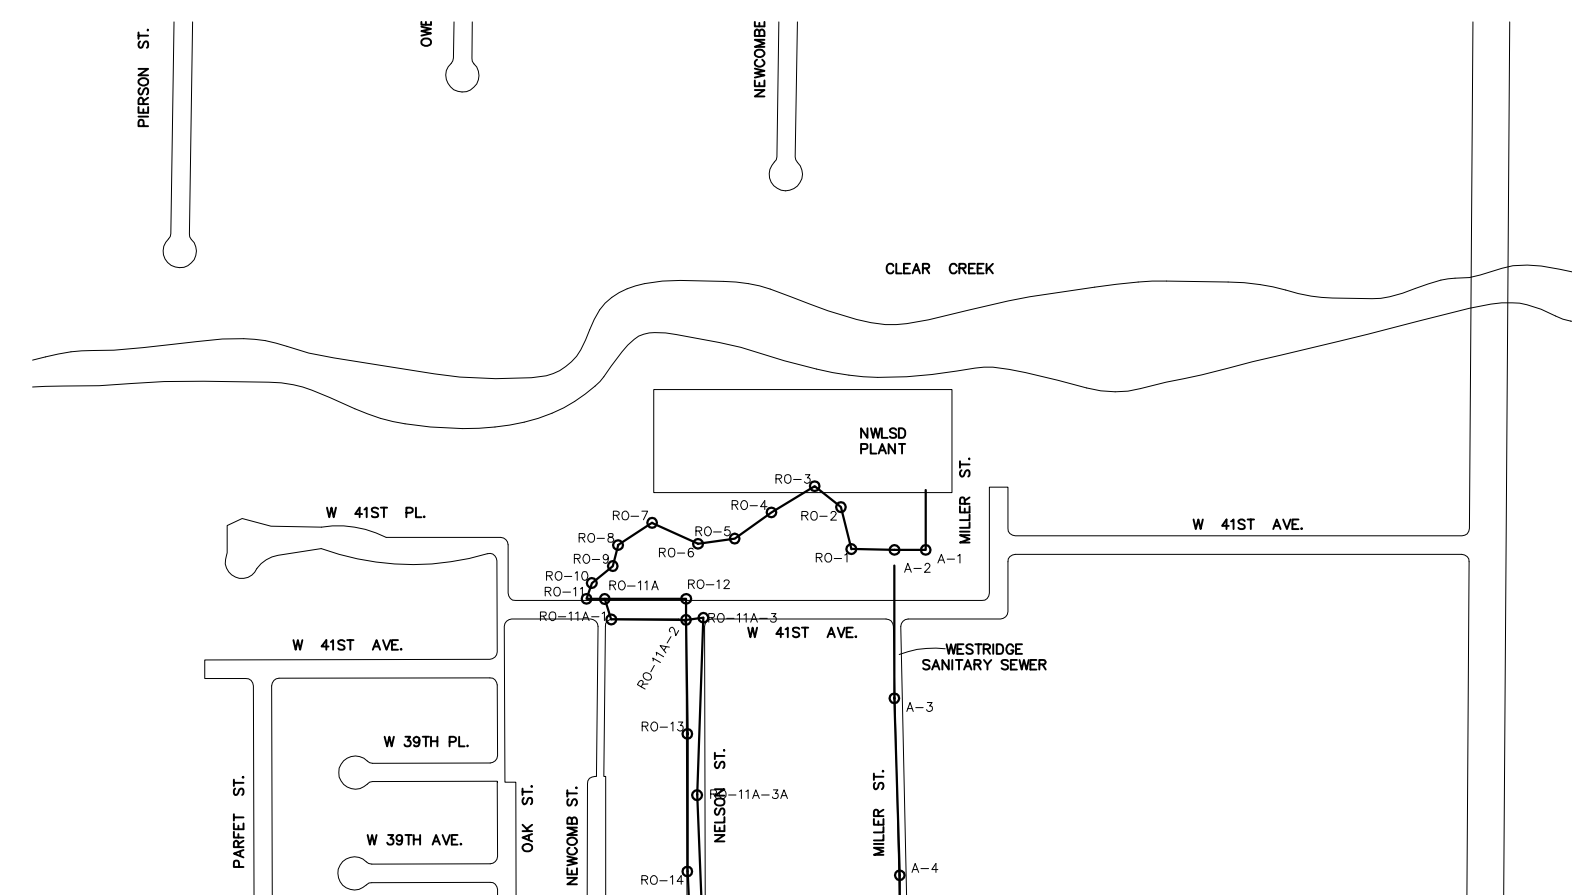 PIERSON ST.
OWE
NEWCOMBE
CLEAR CREEK
NWLSD
PLANT
MILLER ST.
RO-3
RO-4
RO-2
W 41ST PL.
RO-7
W 41ST AVE.
RO-5
RO-8
RO-6
RO-1
A-1
RO-9
A-2
RO-10
RO-11A
RO-12
RO-11
RO-11A-1
RO-11A-3
W 41ST AVE.
W 41ST AVE.
RO-11A-2
WESTRIDGE
SANITARY SEWER
A-3
RO-13
W 39TH PL.
RO-11A-3A
NELSON ST.
PARFET ST.
OAK ST.
NEWCOMB ST.
MILLER ST.
W 39TH AVE.
A-4
RO-14